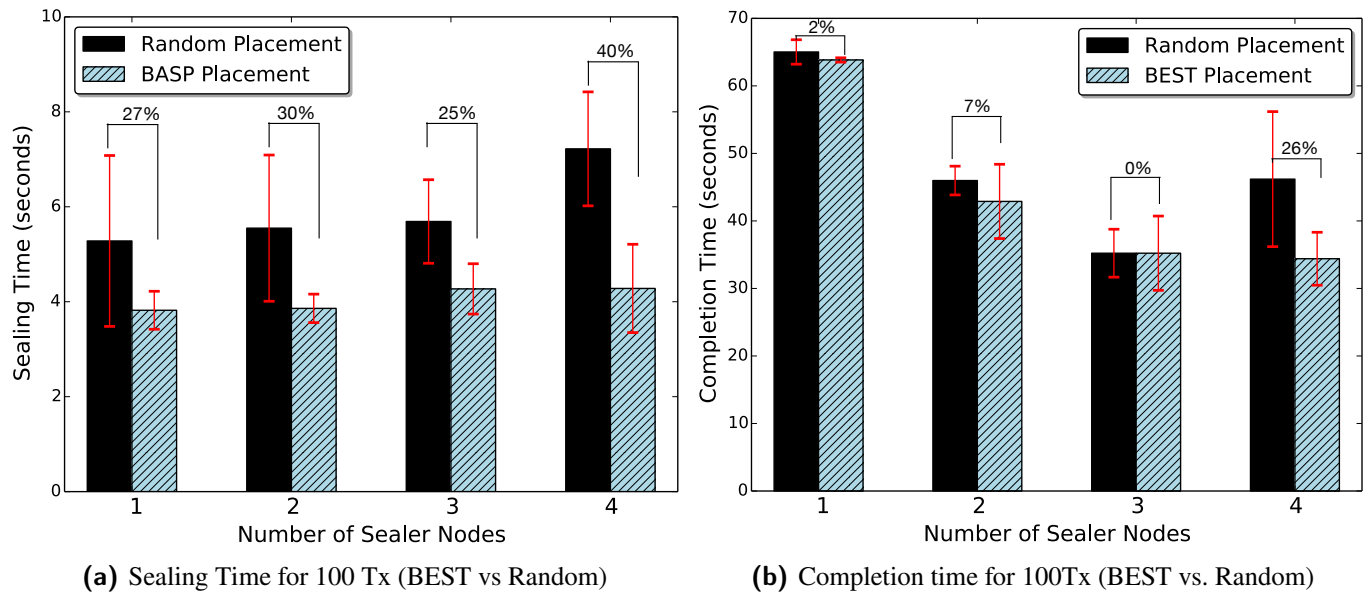 10
8
6
4
2
0
Sealing Time (seconds)
Random Placement
BASP Placement
27%
30%
25%
40%
1 2 3 4
Number of Sealer Nodes
(a) Sealing Time for 100 Tx (BEST vs Random)
70
60
50
40
30
20
10
0
Completion Time (seconds)
Random Placement
BEST Placement
2%
7%
0%
26%
1 2 3 4
Number of Sealer Nodes
(b) Completion time for 100Tx (BEST vs. Random)